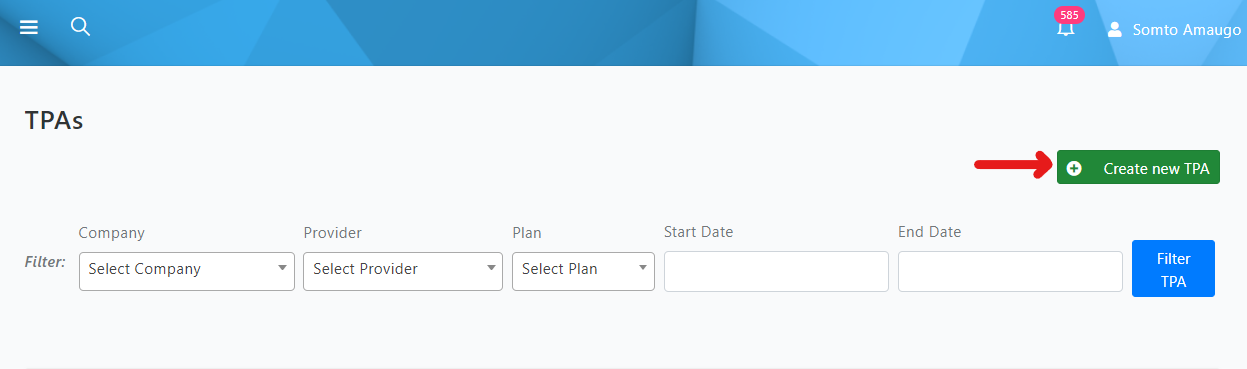 585
Somto Amaugo
TPAs
Create new TPA
Company
Provider
Plan
Start Date
End Date
Filter:
Select Company
Select Provider
Select Plan
Filter
TPA